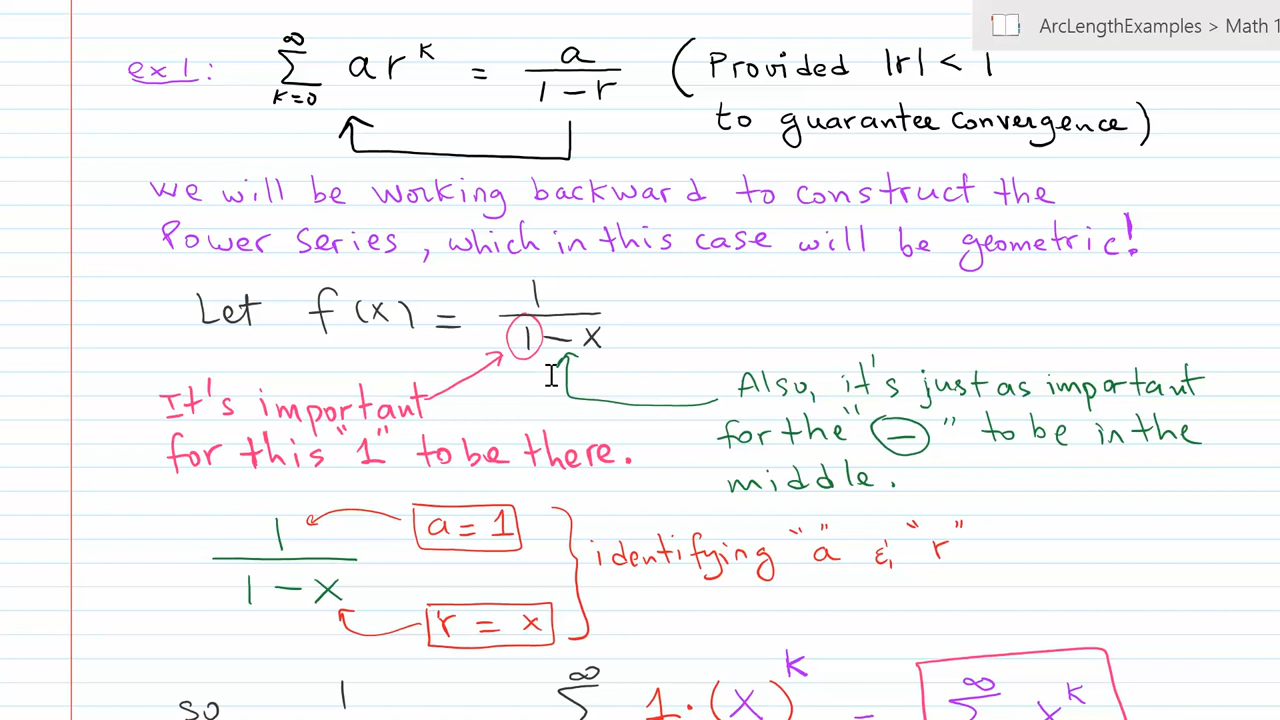 ArcLengthExamples > Math 1
ex1: ∞ Σ k=0 a r^k = a/(1-r) (Provided |r| < 1
to guarantee convergence)
we will be working backward to construct the
Power series, which in this case will be geometric!
Let f(x) = 1/(1-x)
It's important
for this "1" to be there.
Also, it's just as important
for the "-" to be in the
middle.
1/(1-x)
a = 1
r = x
identifying "a" & "r"
so 1
∞ Σ 1·(x)^k = ∞ Σ x^k